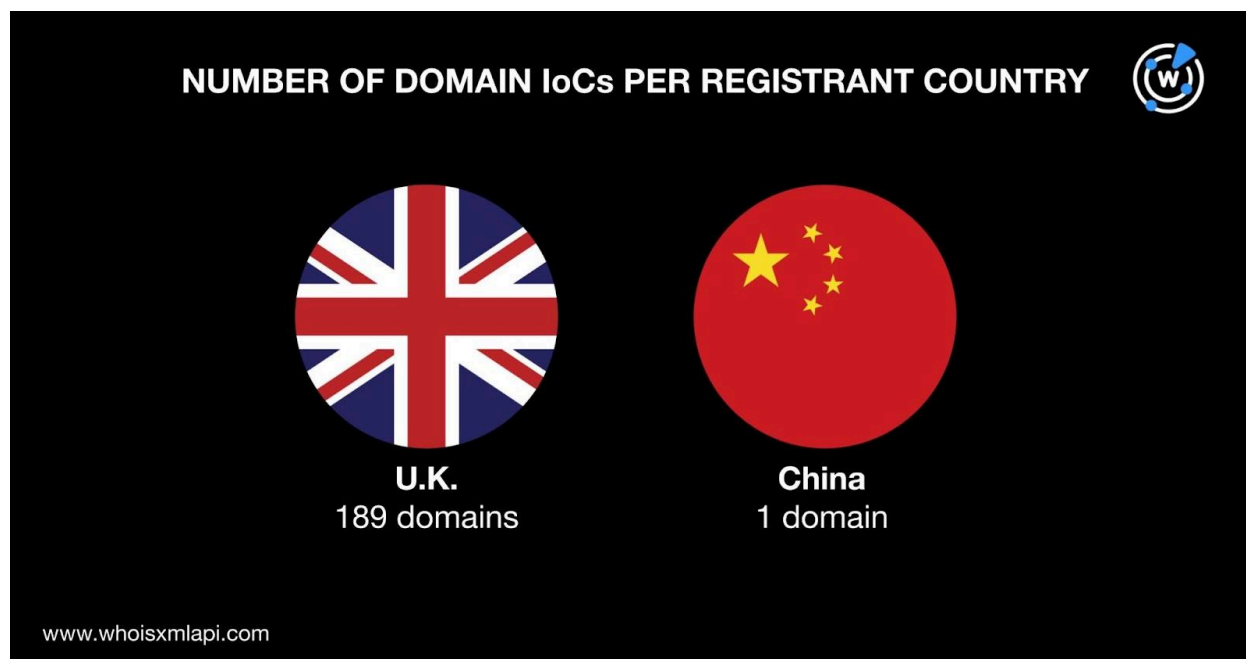 NUMBER OF DOMAIN IoCs PER REGISTRANT COUNTRY
W
U.K.
189 domains
China
1 domain
www.whoisxmlapi.com